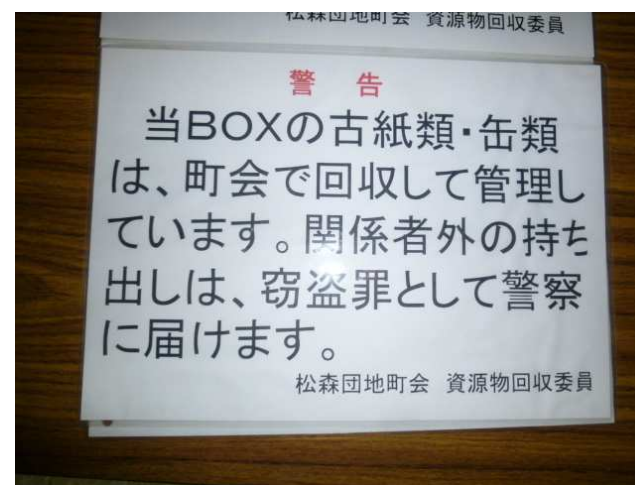 松森団地町会 資源物回収委員
警 告
当BOXの古紙類・缶類
は、町会で回収して管理し
ています。関係者外の持ち
出しは、窃盗罪として警察
に届けます。
松森団地町会 資源物回収委員